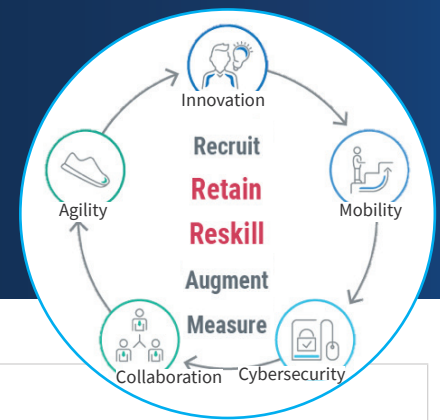 Innovation
Recruit
Retain
Agility
Mobility
Reskill
Augment
Measure
Collaboration
Cybersecurity